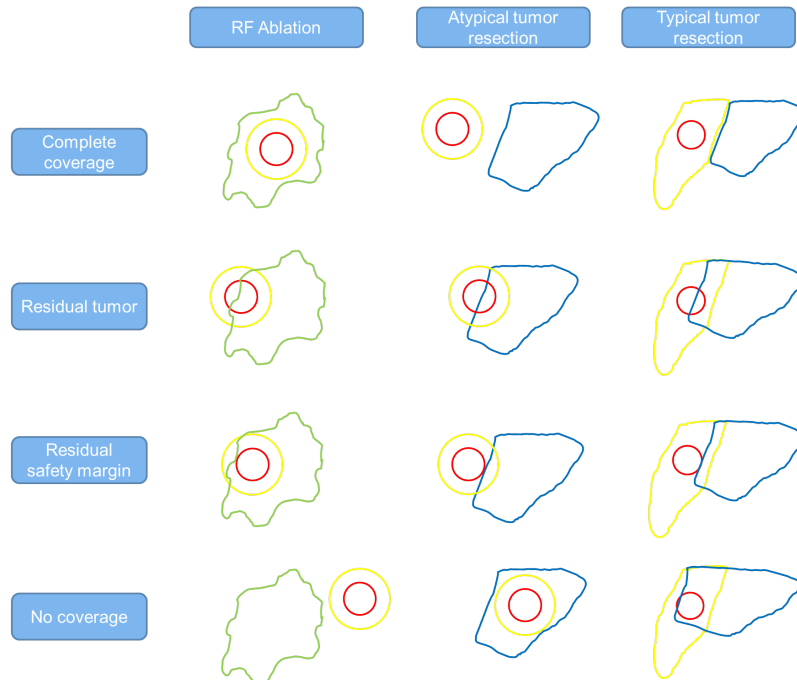 RF Ablation
Atypical tumor
resection
Typical tumor
resection
Complete
coverage
Residual tumor
Residual
safety margin
No coverage